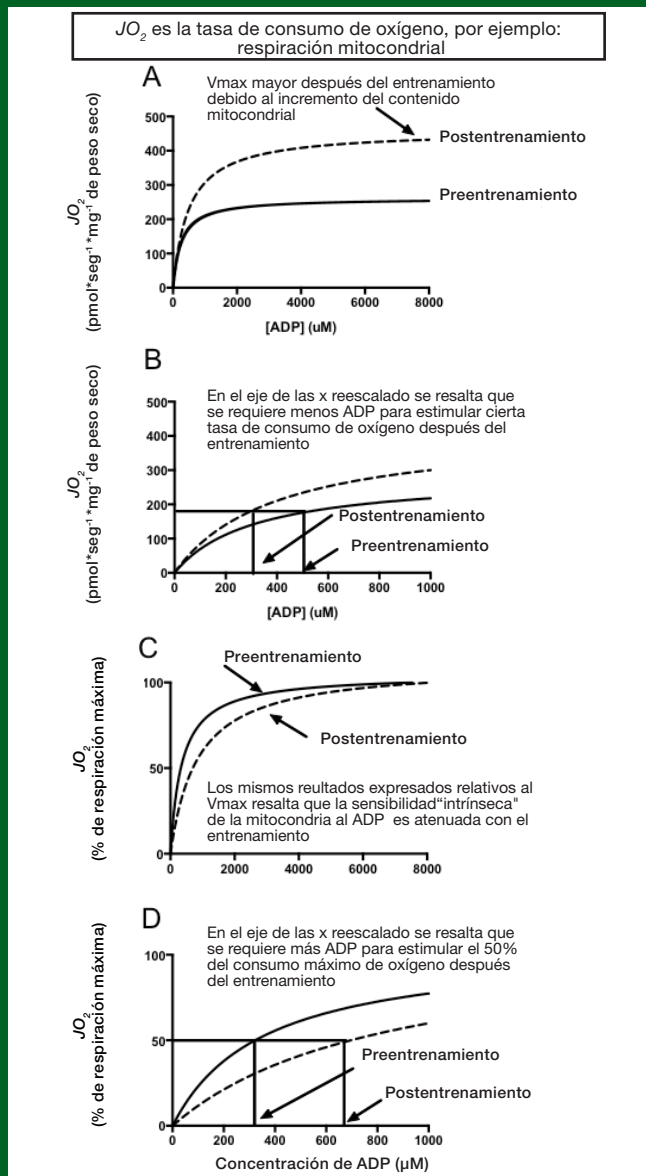 JO2 es la tasa de consumo de oxígeno, por ejemplo:
respiración mitocondrial
A
Vmax mayor después del entrenamiento
debido al incremento del contenido
mitocondrial
Postentrenamiento
Preentrenamiento
JO2
(pmol*seg-1*mg-1 de peso seco)
500
400
300
200
100
0
0 2000 4000 6000 8000
[ADP] (uM)
B
En el eje de las x reescalado se resalta que
se requiere menos ADP para estimular cierta
tasa de consumo de oxígeno después del
entrenamiento
Postentrenamiento
Preentrenamiento
JO2
(pmol*seg-1*mg-1 de peso seco)
500
400
300
200
100
0
0 200 400 600 800 1000
[ADP] (uM)
C
Preentrenamiento
Postentrenamiento
Los mismos reultados expresados relativos al
Vmax resalta que la sensibilidad“intrínseca"
de la mitocondria al ADP es atenuada con el
entrenamiento
JO2
(% de respiración máxima)
100
50
0
0 2000 4000 6000 8000
D
En el eje de las x reescalado se resalta que
se requiere más ADP para estimular el 50%
del consumo máximo de oxígeno después
del entrenamiento
Preentrenamiento
Postentrenamiento
JO2
(% de respiración máxima)
100
50
0
0 200 400 600 800 1000
Concentración de ADP (µM)